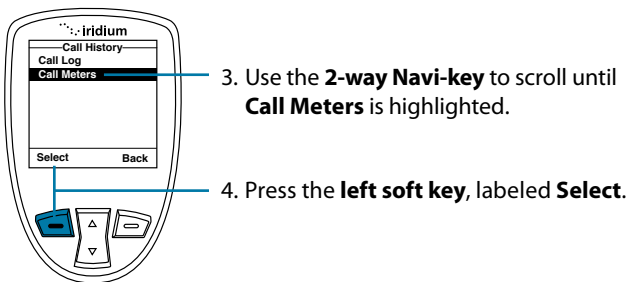 iridium
Call History
Call Log
Call Meters
Select Back
3. Use the 2-way Navi-key to scroll until
Call Meters is highlighted.
4. Press the left soft key, labeled Select.